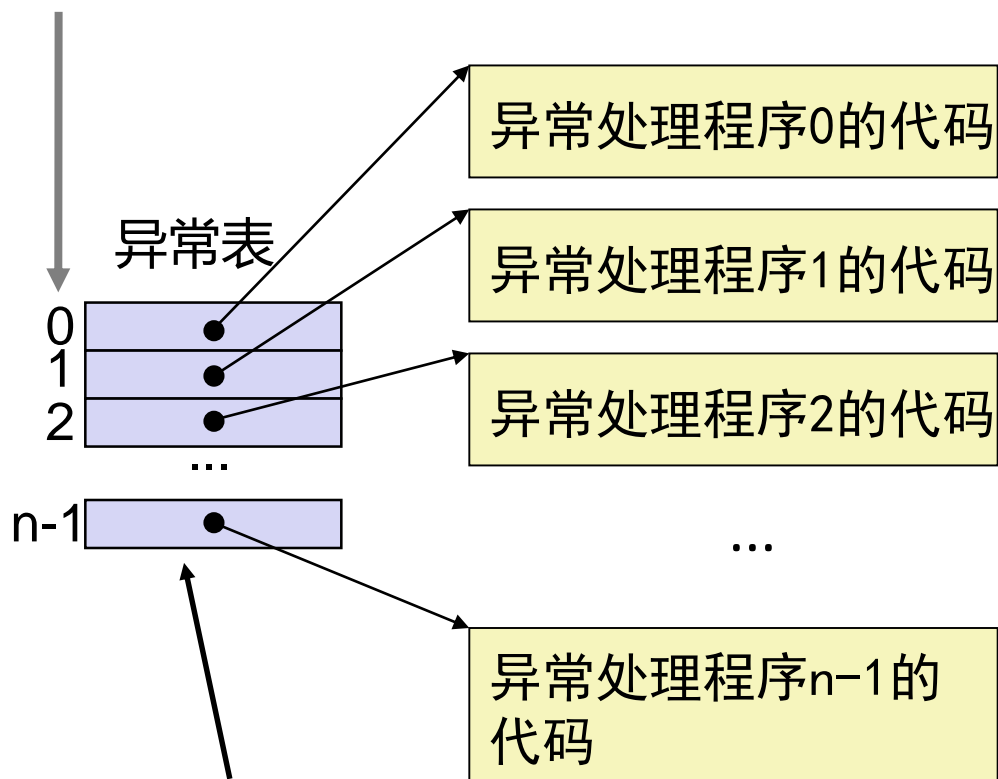 异常表
0
1
2
...
n-1
异常处理程序0的代码
异常处理程序1的代码
异常处理程序2的代码
...
异常处理程序n-1的
代码